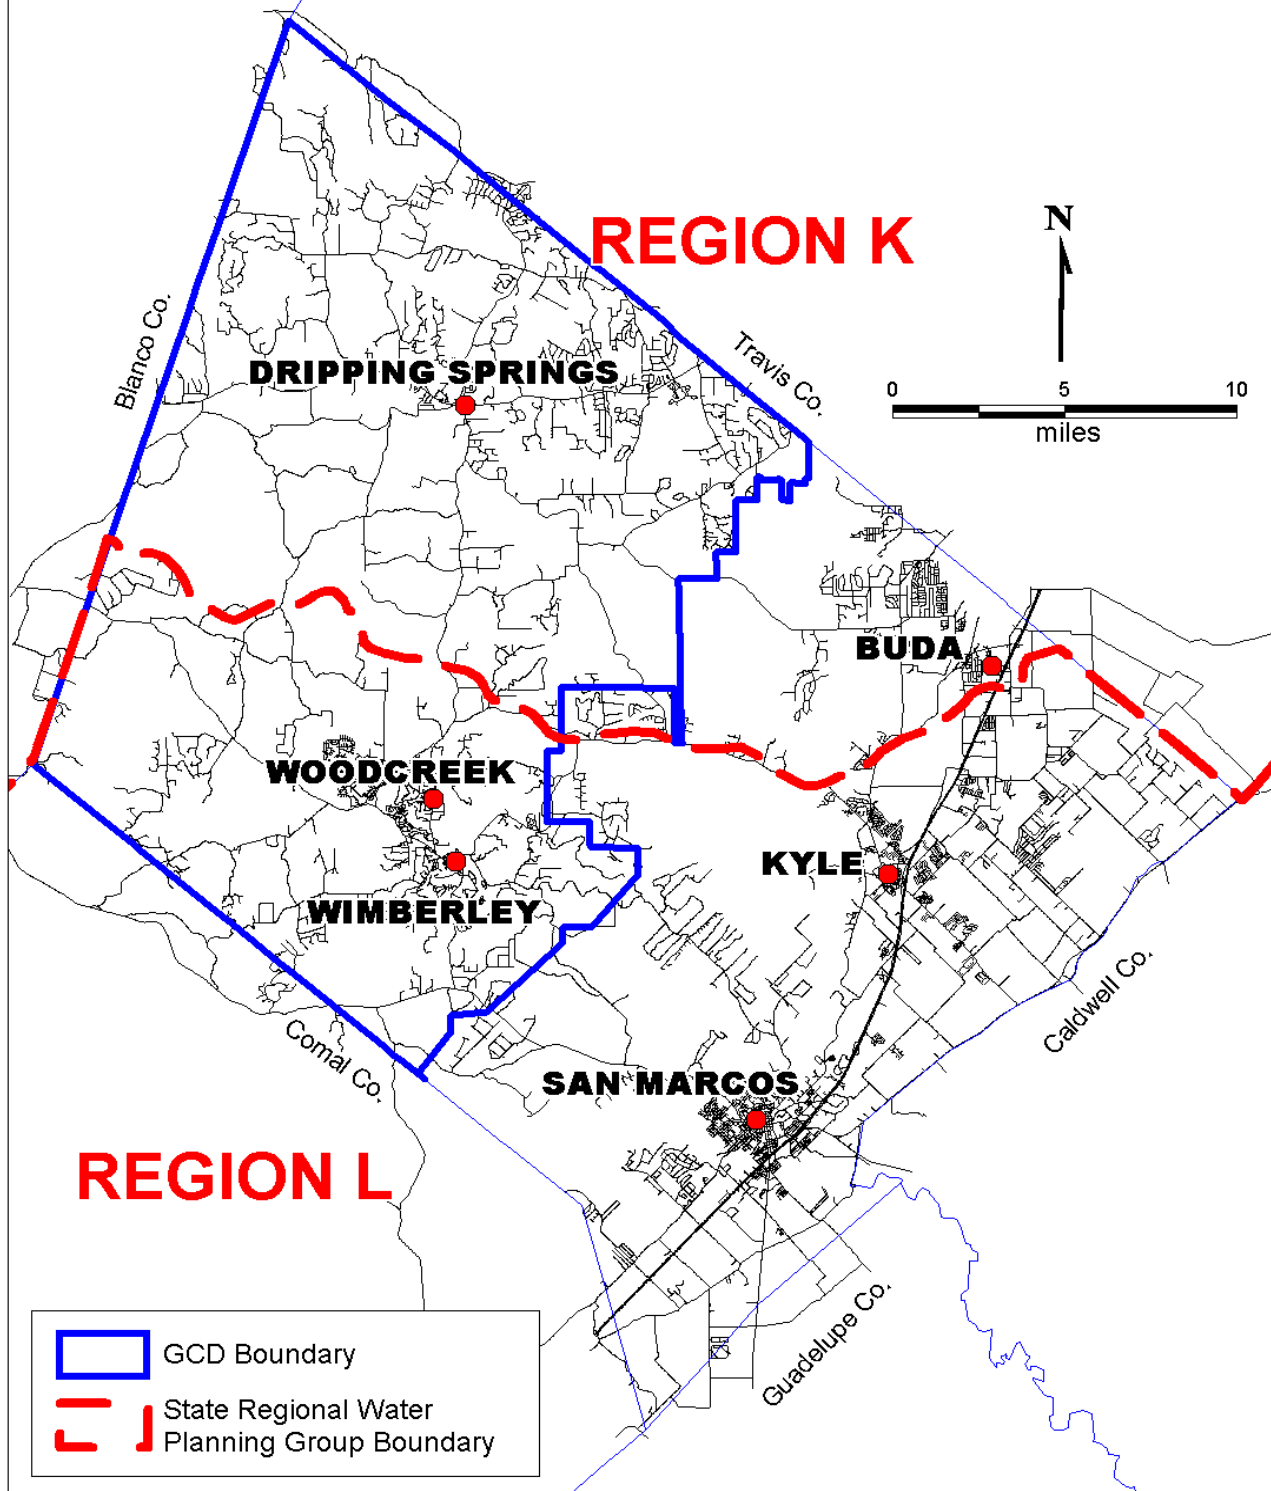 REGION K
N
Blanco Co.
Travis Co.
DRIPPING SPRINGS
0 5 10
miles
BUDA
WOODCREEK
KYLE
WIMBERLEY
Caldwell Co.
Comal Co.
SAN MARCOS
REGION L
Guadelupe Co.
GCD Boundary
State Regional Water
Planning Group Boundary